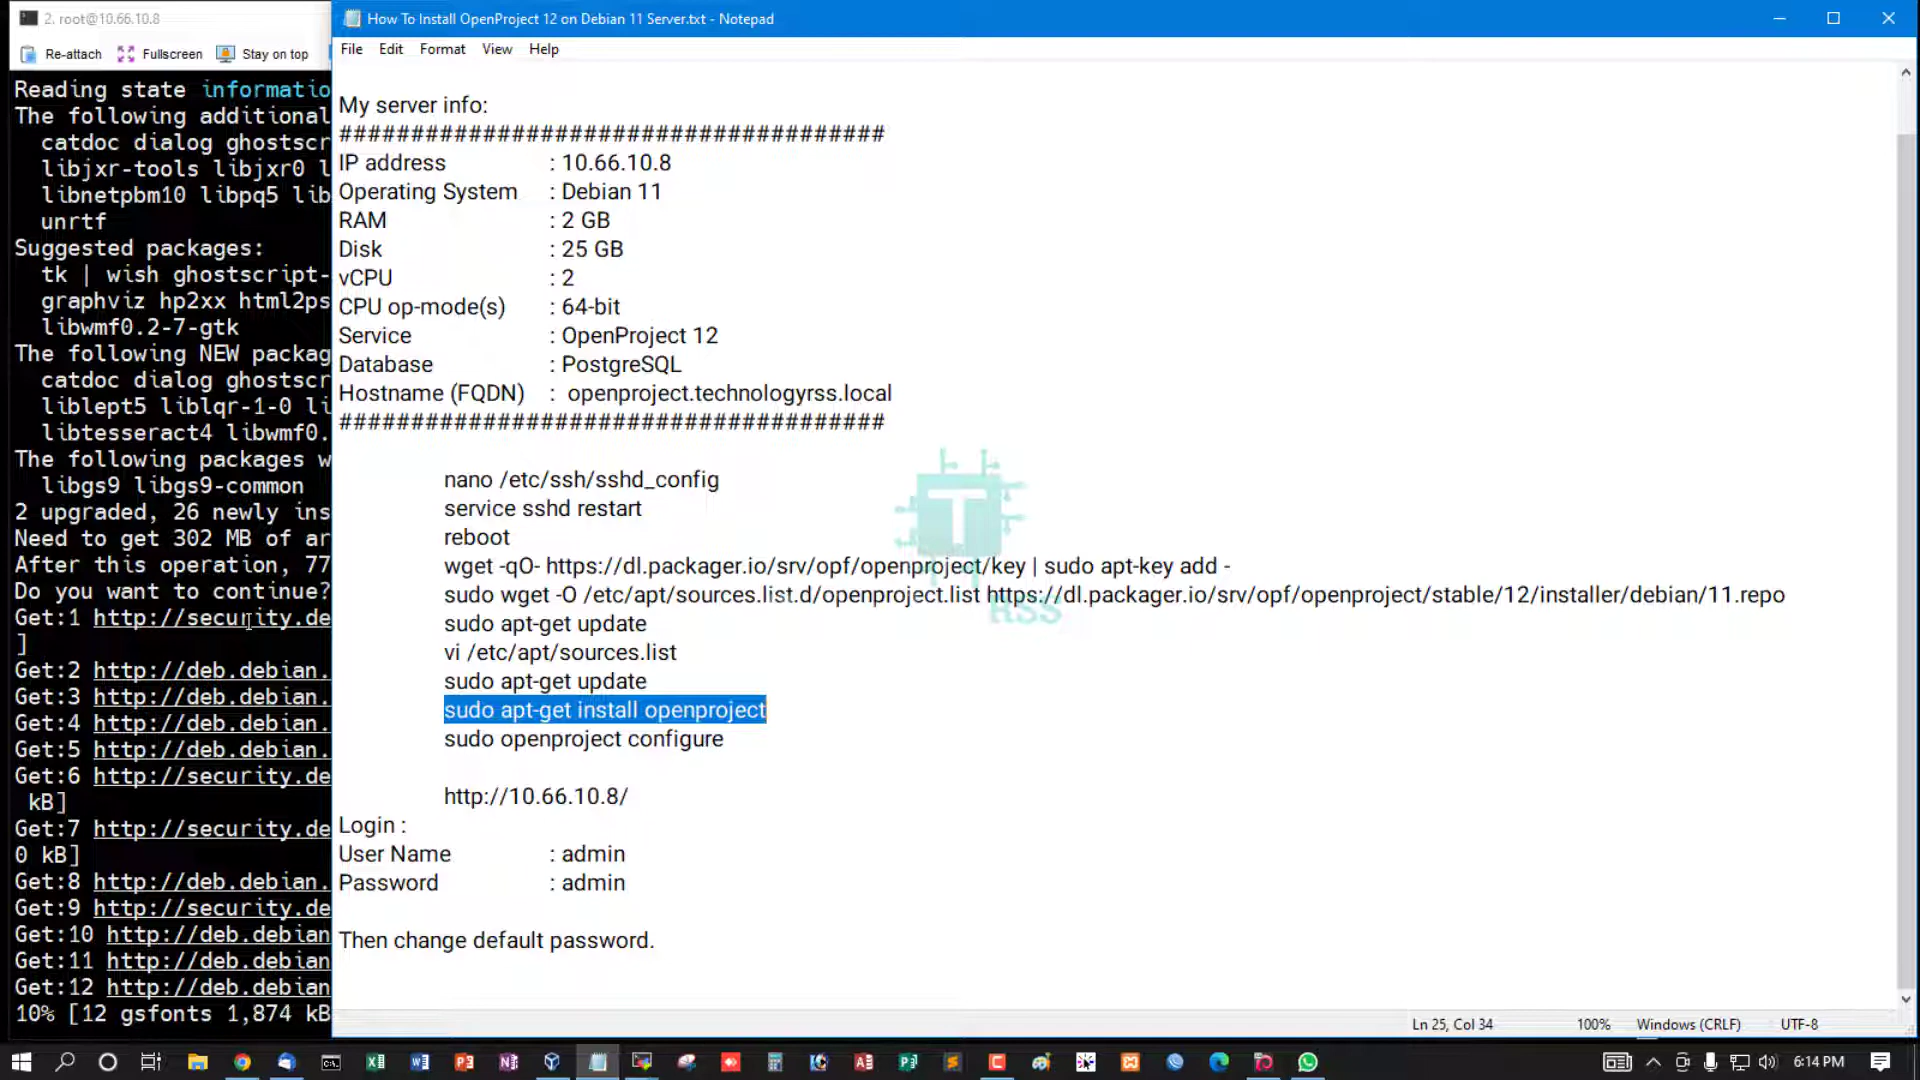 2. root@10.66.10.8
Re-attach Fullscreen Stay on top
Reading state informatio
The following additional
catdoc dialog ghostscr
libjxr-tools libjxr0 l
libnetpbm10 libpq5 lib
unrtf
Suggested packages:
tk | wish ghostscript-
graphviz hp2xx html2ps
libwmf0.2-7-gtk
The following NEW packag
catdoc dialog ghostscr
liblept5 liblqr-1-0 li
libtesseract4 libwmf0.
The following packages w
libgs9 libgs9-common
2 upgraded, 26 newly ins
Need to get 302 MB of ar
After this operation, 77
Do you want to continue?
Get:1 http://security.de
]
Get:2 http://deb.debian.
Get:3 http://deb.debian.
Get:4 http://deb.debian.
Get:5 http://deb.debian.
Get:6 http://security.de
kB]
Get:7 http://security.de
0 kB]
Get:8 http://deb.debian.
Get:9 http://security.de
Get:10 http://deb.debian
Get:11 http://deb.debian
Get:12 http://deb.debian
10% [12 gsfonts 1,874 kB
How To Install OpenProject 12 on Debian 11 Server.txt - Notepad
File Edit Format View Help
My server info:
#######################################
IP address : 10.66.10.8
Operating System : Debian 11
RAM : 2 GB
Disk : 25 GB
vCPU : 2
CPU op-mode(s) : 64-bit
Service : OpenProject 12
Database : PostgreSQL
Hostname (FQDN) : openproject.technologyrss.local
#######################################
nano /etc/ssh/sshd_config
service sshd restart
reboot
wget -qO- https://dl.packager.io/srv/opf/openproject/key | sudo apt-key add -
sudo wget -O /etc/apt/sources.list.d/openproject.list https://dl.packager.io/srv/opf/openproject/stable/12/installer/debian/11.repo
sudo apt-get update
vi /etc/apt/sources.list
sudo apt-get update
sudo apt-get install openproject
sudo openproject configure
http://10.66.10.8/
Login :
User Name : admin
Password : admin
Then change default password.
T
RSS
Ln 25, Col 34 100% Windows (CRLF) UTF-8
6:14 PM